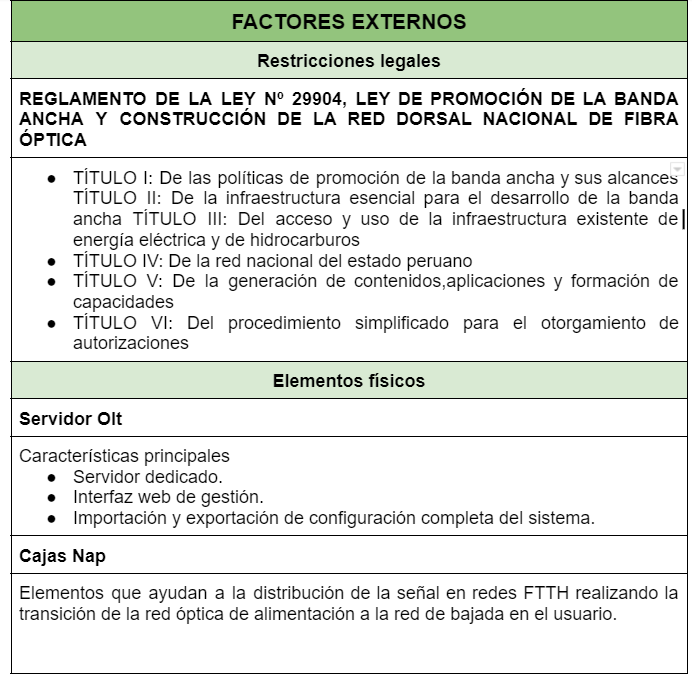 FACTORES EXTERNOS
Restricciones legales
REGLAMENTO DE LA LEY Nº 29904, LEY DE PROMOCIÓN DE LA BANDA
ANCHA Y CONSTRUCCIÓN DE LA RED DORSAL NACIONAL DE FIBRA
ÓPTICA
● TÍTULO I: De las políticas de promoción de la banda ancha y sus alcances
TÍTULO II: De la infraestructura esencial para el desarrollo de la banda
ancha TÍTULO III: Del acceso y uso de la infraestructura existente de
energía eléctrica y de hidrocarburos
● TÍTULO IV: De la red nacional del estado peruano
● TÍTULO V: De la generación de contenidos,aplicaciones y formación de
capacidades
● TÍTULO VI: Del procedimiento simplificado para el otorgamiento de
autorizaciones
Elementos físicos
Servidor Olt
Características principales
● Servidor dedicado.
● Interfaz web de gestión.
● Importación y exportación de configuración completa del sistema.
Cajas Nap
Elementos que ayudan a la distribución de la señal en redes FTTH realizando la
transición de la red óptica de alimentación a la red de bajada en el usuario.